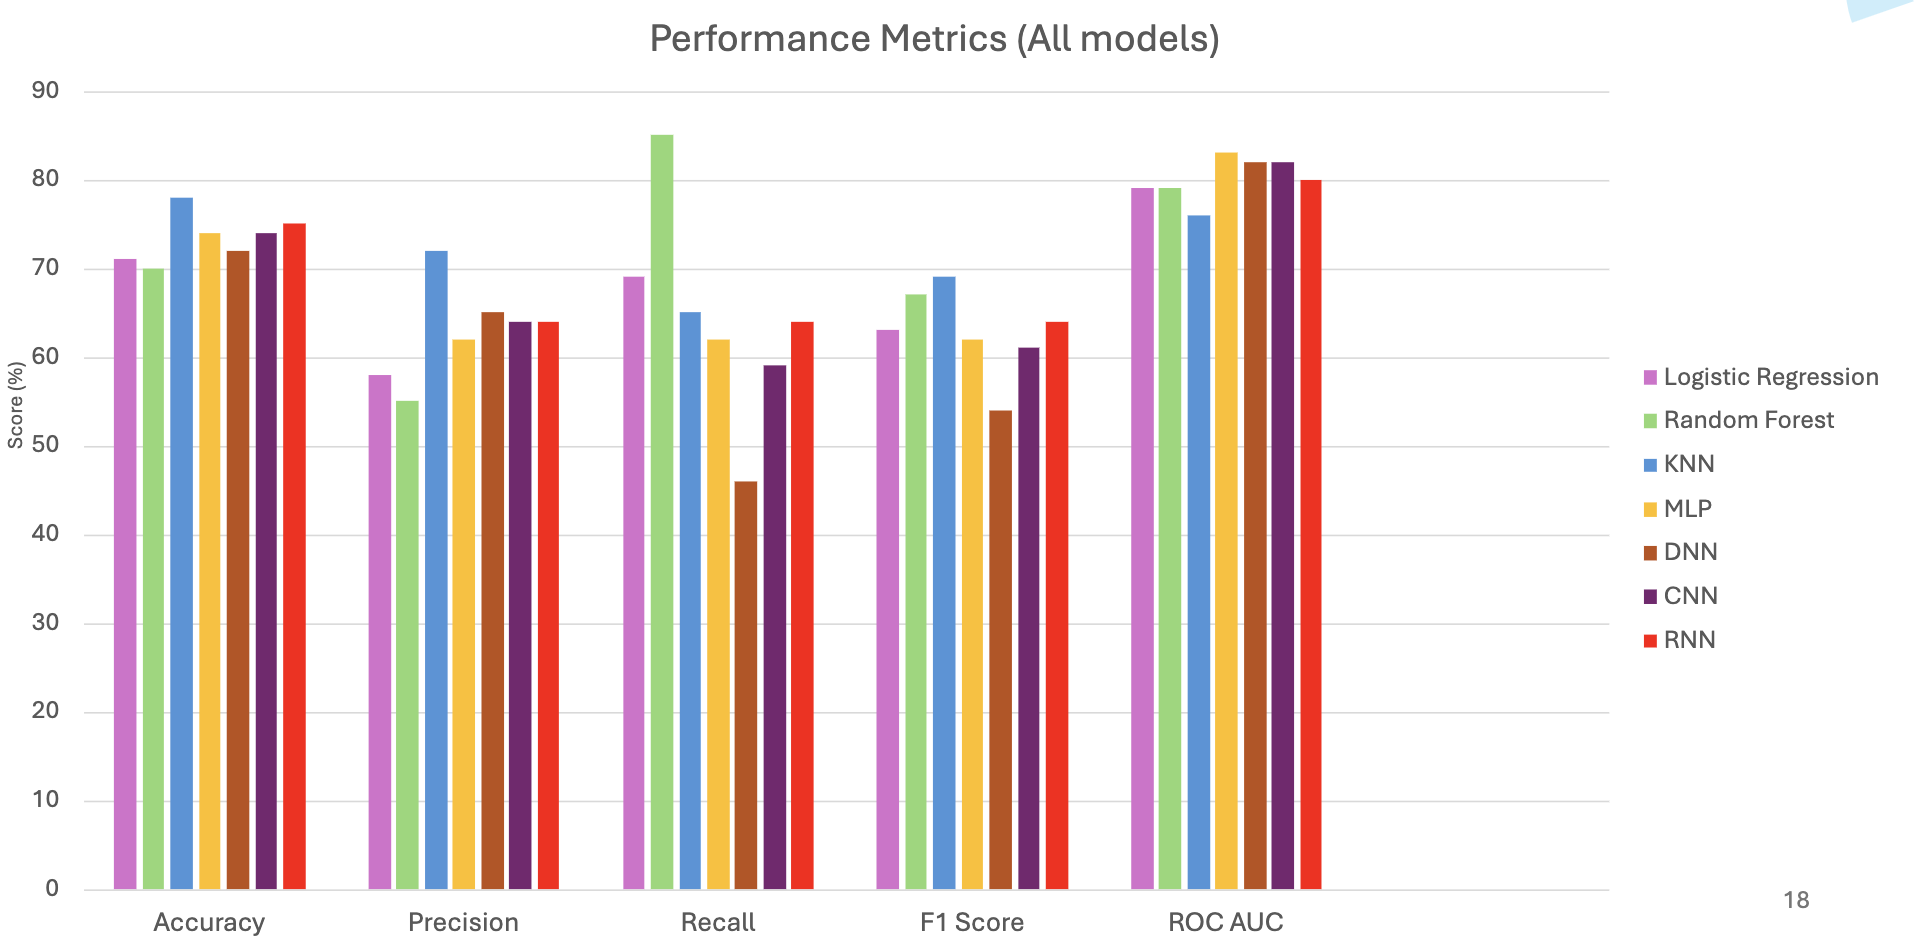 Performance Metrics (All models)
90
80
70
60
50
40
30
20
10
0
Score (%)
Accuracy
Precision
Recall
F1 Score
ROC AUC
Logistic Regression
Random Forest
KNN
MLP
DNN
CNN
RNN
18